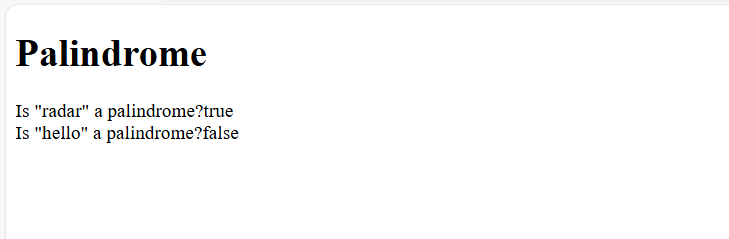 Palindrome
Is "radar" a palindrome?true
Is "hello" a palindrome?false